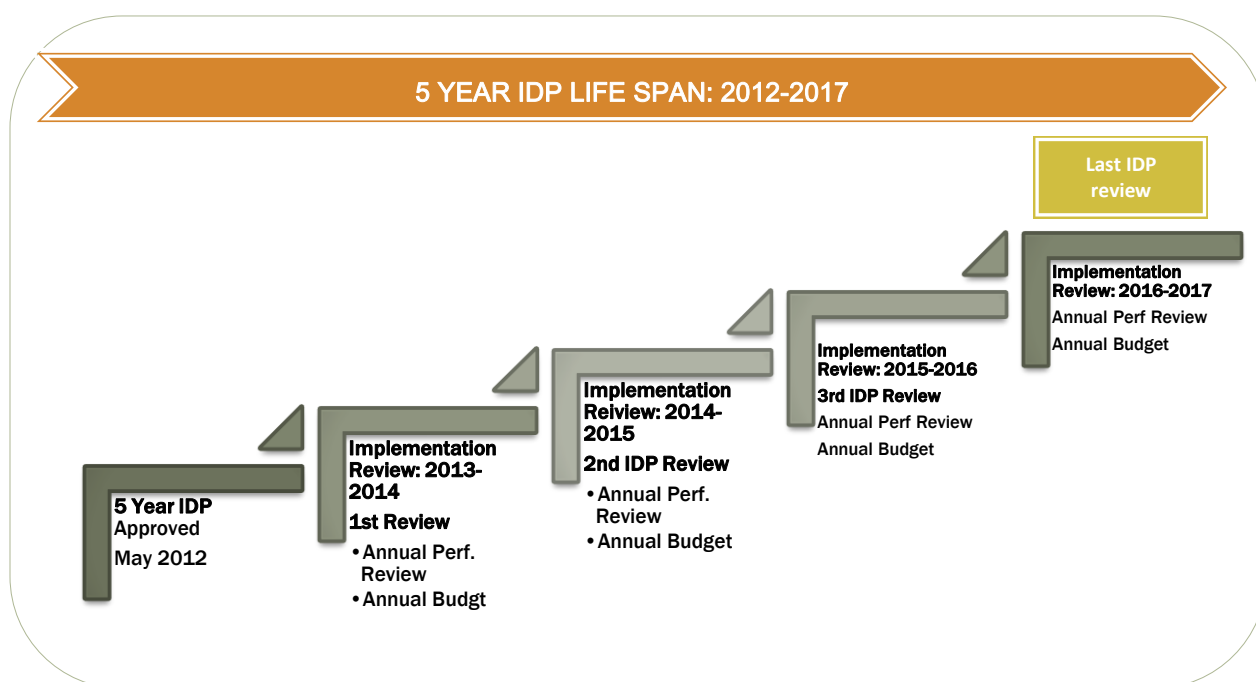 5 YEAR IDP LIFE SPAN: 2012-2017
Last IDP
review
5 Year IDP
Approved
May 2012
Implementation
Review: 2013-
2014
1st Review
•Annual Perf.
Review
•Annual Budgt
Implementation
Reiview: 2014-
2015
2nd IDP Review
•Annual Perf.
Review
•Annual Budget
Implementation
Review: 2015-2016
3rd IDP Review
Annual Perf Review
Annual Budget
Implementation
Review: 2016-2017
Annual Perf Review
Annual Budget